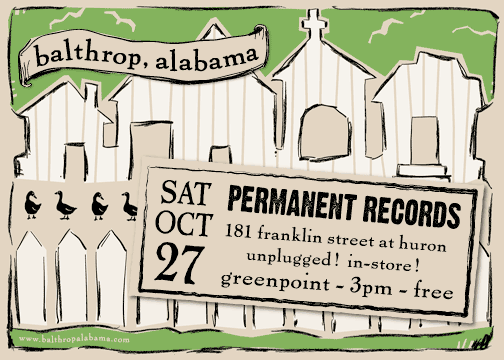 balthrop, alabama
SAT
OCT
27
PERMANENT RECORDS
181 franklin street at huron
unplugged! in-store!
greenpoint - 3pm - free
www.balthropalabama.com